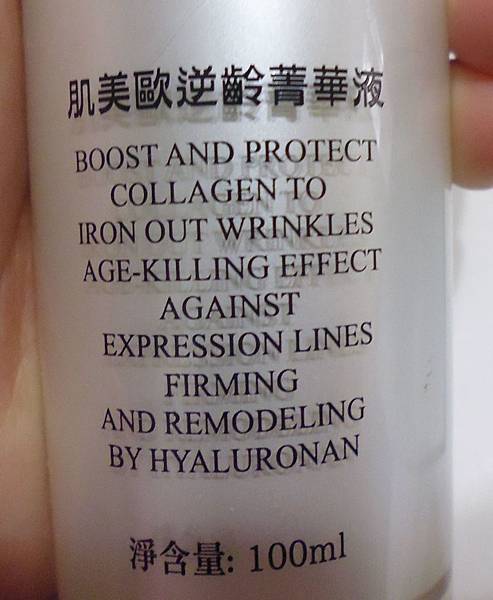 肌美歐逆齡菁華液
BOOST AND PROTECT
COLLAGEN TO
IRON OUT WRINKLES
AGE-KILLING EFFECT
AGAINST
EXPRESSION LINES
FIRMING
AND REMODELING
BY HYALURONAN
淨含量: 100ml